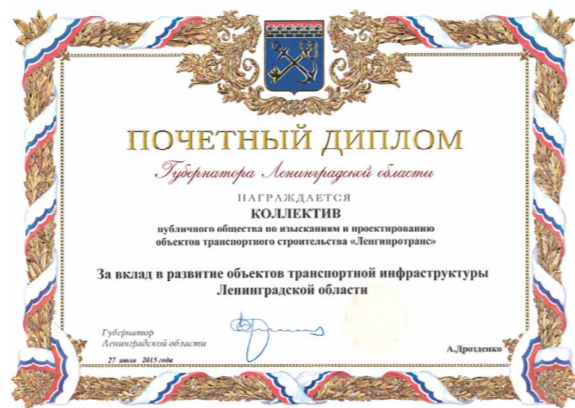 ПОЧЕТНЫЙ ДИПЛОМ
Губернатора Ленинградской области
НАГРАЖДАЕТСЯ
КОЛЛЕКТИВ
публичного общества по изысканиям и проектированию
объектов транспортного строительства «Ленгипротранс»
За вклад в развитие объектов транспортной инфраструктуры
Ленинградской области
Губернатор
Ленинградской области
А.Дрозденко
27 июля 2015 года